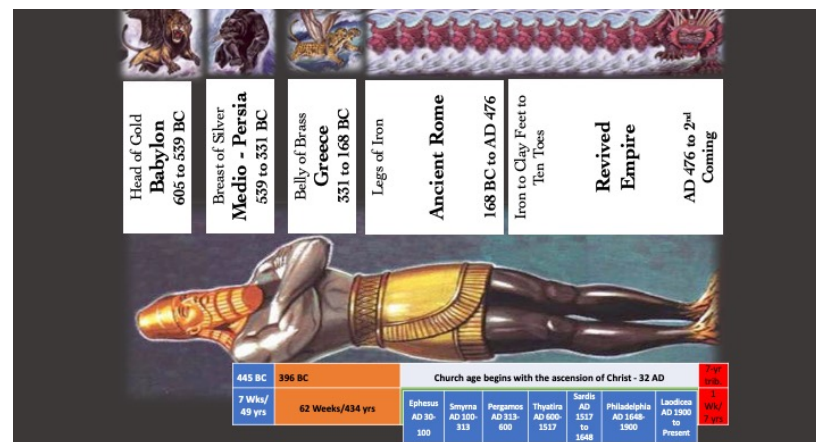 Head of Gold
Babylon
605 to 539 BC
Breast of Silver
Medio - Persia
539 to 331 BC
Belly of Brass
Greece
331 to 168 BC
Legs of Iron
Ancient Rome
168 BC to AD 476
Iron to Clay Feet to
Ten Toes
Revived
Empire
AD 476 to 2nd
Coming
445 BC
396 BC
Church age begins with the ascension of Christ - 32 AD
7-yr
trib.
7 Wks/
49 yrs
62 Weeks/434 yrs
Ephesus
AD 30-
100
Smyrna
AD 100-
313
Pergamos
AD 313-
600
Thyatira
AD 600-
1517
Sardis
AD
1517
to
1648
Philadelphia
AD 1648-
1900
Laodicea
AD 1900
to
Present
1
Wk/
7 yrs